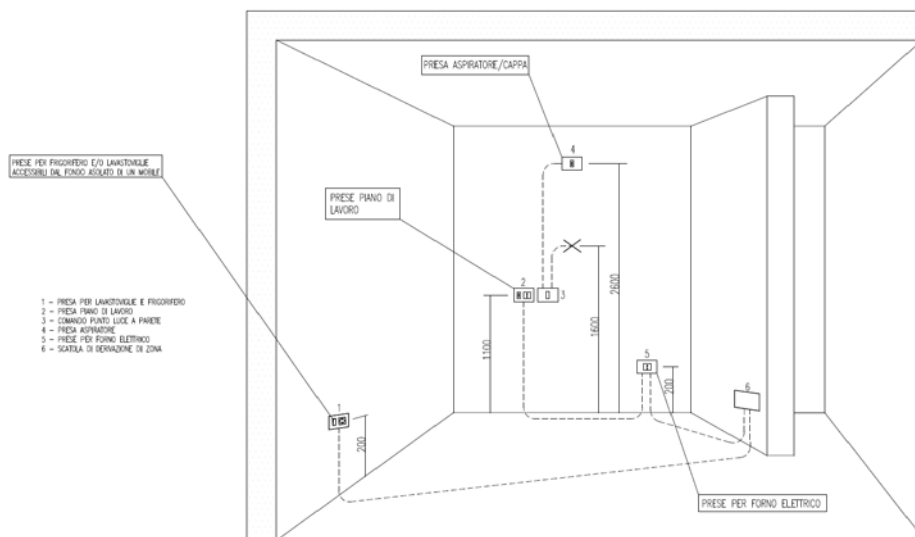 PRESA ASPIRATORE/CAPPA
4
PRESE PER FRIGORIFERO E/O LAVASTOVIGLIE
ACCESSIBILI DAL FONDO ASOLATO DI UN MOBILE
PRESE PIANO DI
LAVORO
2
3
2600
1600
1100
1 - PRESA PER LAVASTOVIGLIE E FRIGORIFERO
2 - PRESA PIANO DI LAVORO
3 - COMANDO PUNTO LUCE A PARETE
4 - PRESA ASPIRATORE
5 - PRESE PER FORNO ELETTRICO
6 - SCATOLA DI DERIVAZIONE DI ZONA
5
200
6
1
200
PRESE PER FORNO ELETTRICO